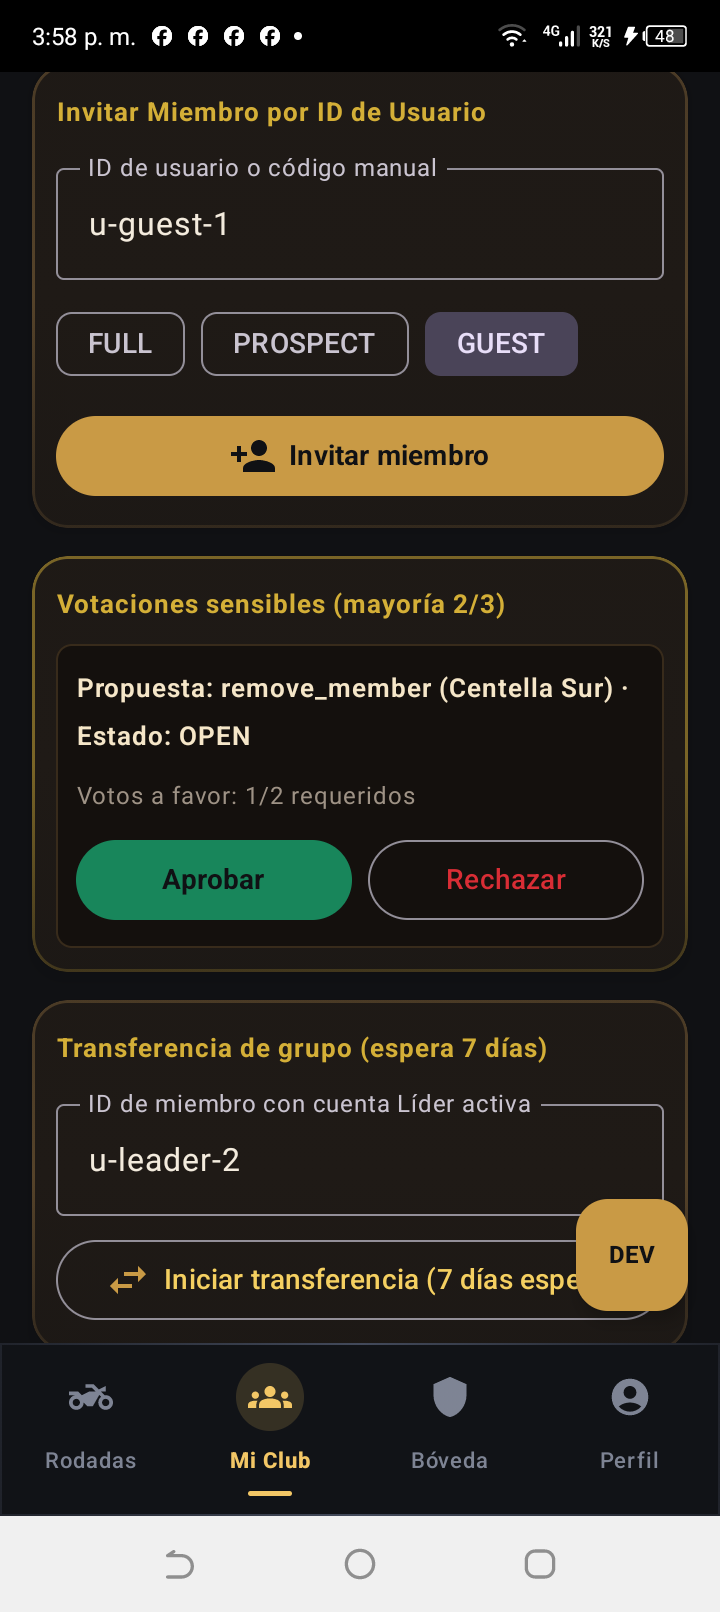 3:58 p. m.
4G
321
K/S
48
Invitar Miembro por ID de Usuario
ID de usuario o código manual
u-guest-1
FULL PROSPECT GUEST
Invitar miembro
Votaciones sensibles (mayoría 2/3)
Propuesta: remove_member (Centella Sur) ·
Estado: OPEN
Votos a favor: 1/2 requeridos
Aprobar Rechazar
Transferencia de grupo (espera 7 días)
ID de miembro con cuenta Líder activa
u-leader-2
DEV
Iniciar transferencia (7 días espe
Rodadas Mi Club Bóveda Perfil